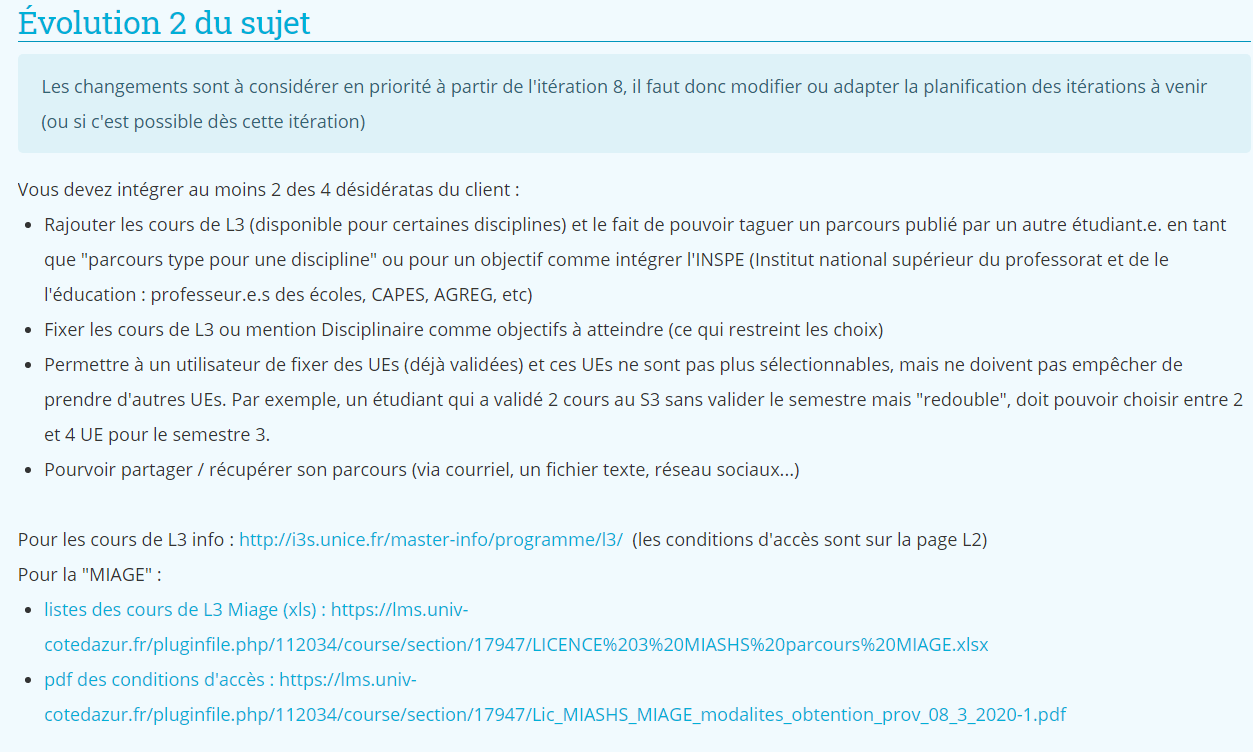 Évolution 2 du sujet
Les changements sont à considérer en priorité à partir de l'itération 8, il faut donc modifier ou adapter la planification des itérations à venir
(ou si c'est possible dès cette itération)
Vous devez intégrer au moins 2 des 4 désidératas du client :
• Rajouter les cours de L3 (disponible pour certaines disciplines) et le fait de pouvoir taguer un parcours publié par un autre étudiant.e. en tant
que "parcours type pour une discipline" ou pour un objectif comme intégrer l'INSPE (Institut national supérieur du professorat et de le
l'éducation : professeur.e.s des écoles, CAPES, AGREG, etc)
• Fixer les cours de L3 ou mention Disciplinaire comme objectifs à atteindre (ce qui restreint les choix)
• Permettre à un utilisateur de fixer des UEs (déjà validées) et ces UEs ne sont pas plus sélectionnables, mais ne doivent pas empêcher de
prendre d'autres UEs. Par exemple, un étudiant qui a validé 2 cours au S3 sans valider le semestre mais "redouble", doit pouvoir choisir entre 2
et 4 UE pour le semestre 3.
• Pourvoir partager / récupérer son parcours (via courriel, un fichier texte, réseau sociaux...)
Pour les cours de L3 info : http://i3s.unice.fr/master-info/programme/l3/ (les conditions d'accès sont sur la page L2)
Pour la "MIAGE" :
• listes des cours de L3 Miage (xls) : https://lms.univ-
cotedazur.fr/pluginfile.php/112034/course/section/17947/LICENCE%203%20MIASHS%20parcours%20MIAGE.xlsx
• pdf des conditions d'accès : https://lms.univ-
cotedazur.fr/pluginfile.php/112034/course/section/17947/Lic_MIASHS_MIAGE_modalites_obtention_prov_08_3_2020-1.pdf